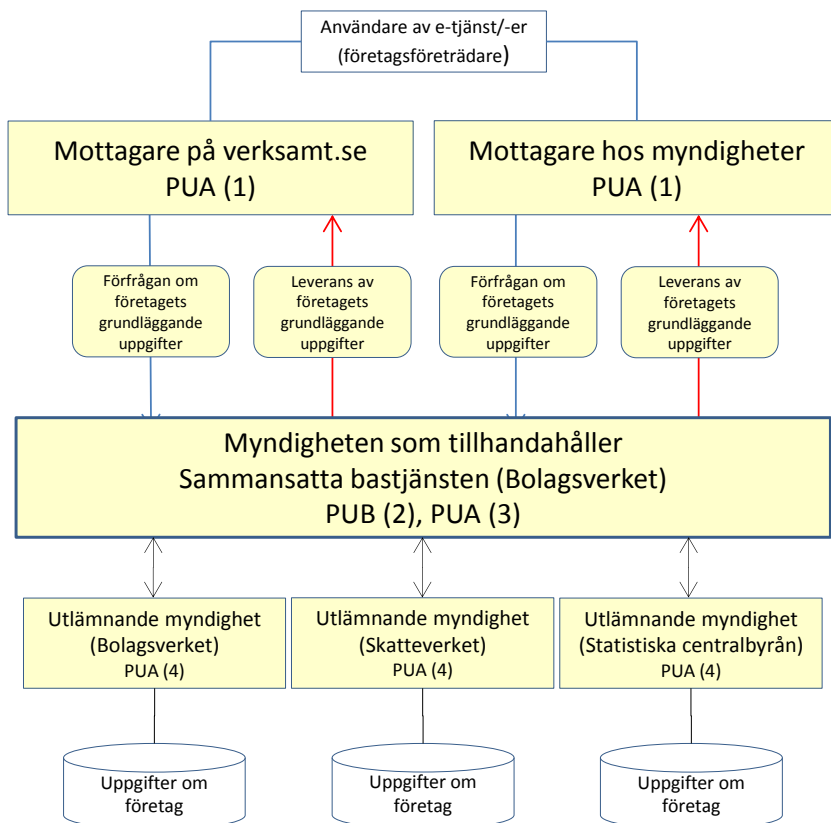 Användare av e-tjänst/-er
(företagsföreträdare)
Mottagare på verksamt.se
PUA (1)
Mottagare hos myndigheter
PUA (1)
Förfrågan om
företagets
grundläggande
uppgifter
Leverans av
företagets
grundläggande
uppgifter
Förfrågan om
företagets
grundläggande
uppgifter
Leverans av
företagets
grundläggande
uppgifter
Myndigheten som tillhandahåller
Sammansatta bastjänsten (Bolagsverket)
PUB (2), PUA (3)
Utlämnande myndighet
(Bolagsverket)
PUA (4)
Utlämnande myndighet
(Skatteverket)
PUA (4)
Utlämnande myndighet
(Statistiska centralbyrån)
PUA (4)
Uppgifter om
företag
Uppgifter om
företag
Uppgifter om
företag